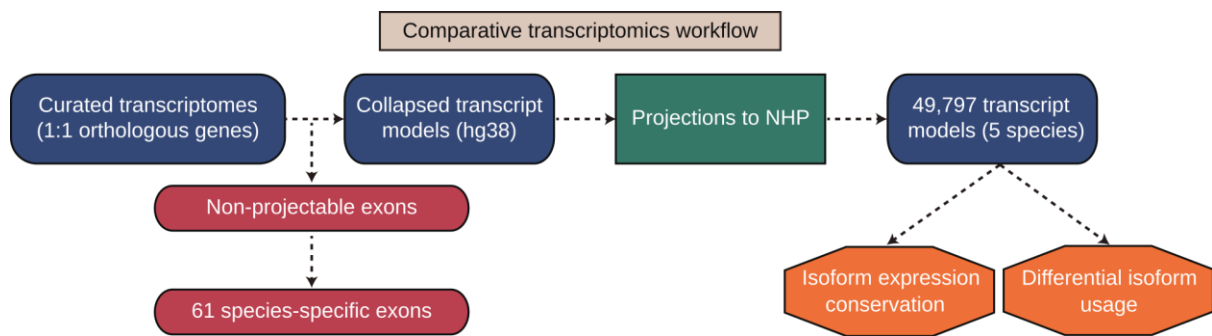 Comparative transcriptomics workflow
Curated transcriptomes
(1:1 orthologous genes)
Collapsed transcript
models (hg38)
Projections to NHP
49,797 transcript
models (5 species)
Non-projectable exons
61 species-specific exons
Isoform expression
conservation
Differential isoform
usage